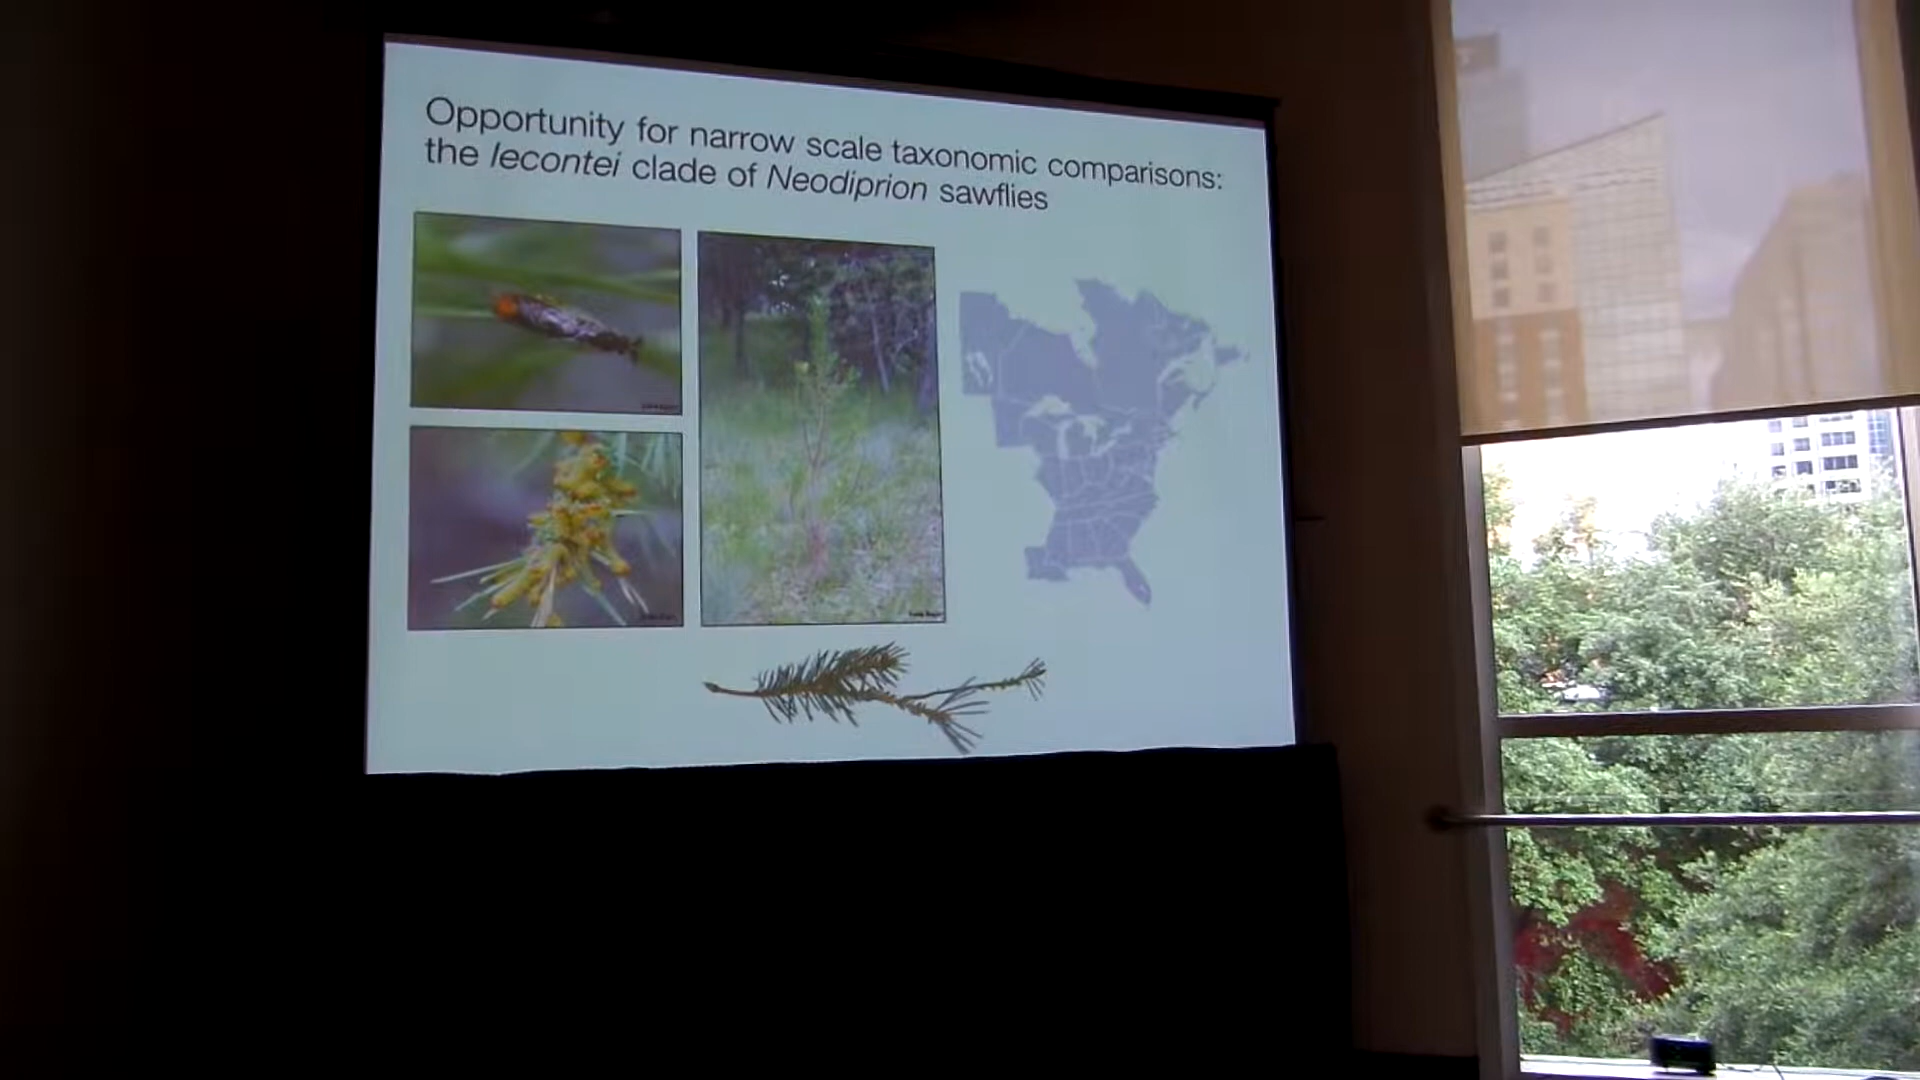 Opportunity for narrow scale taxonomic comparisons:
the lecontei clade of Neodiprion sawflies